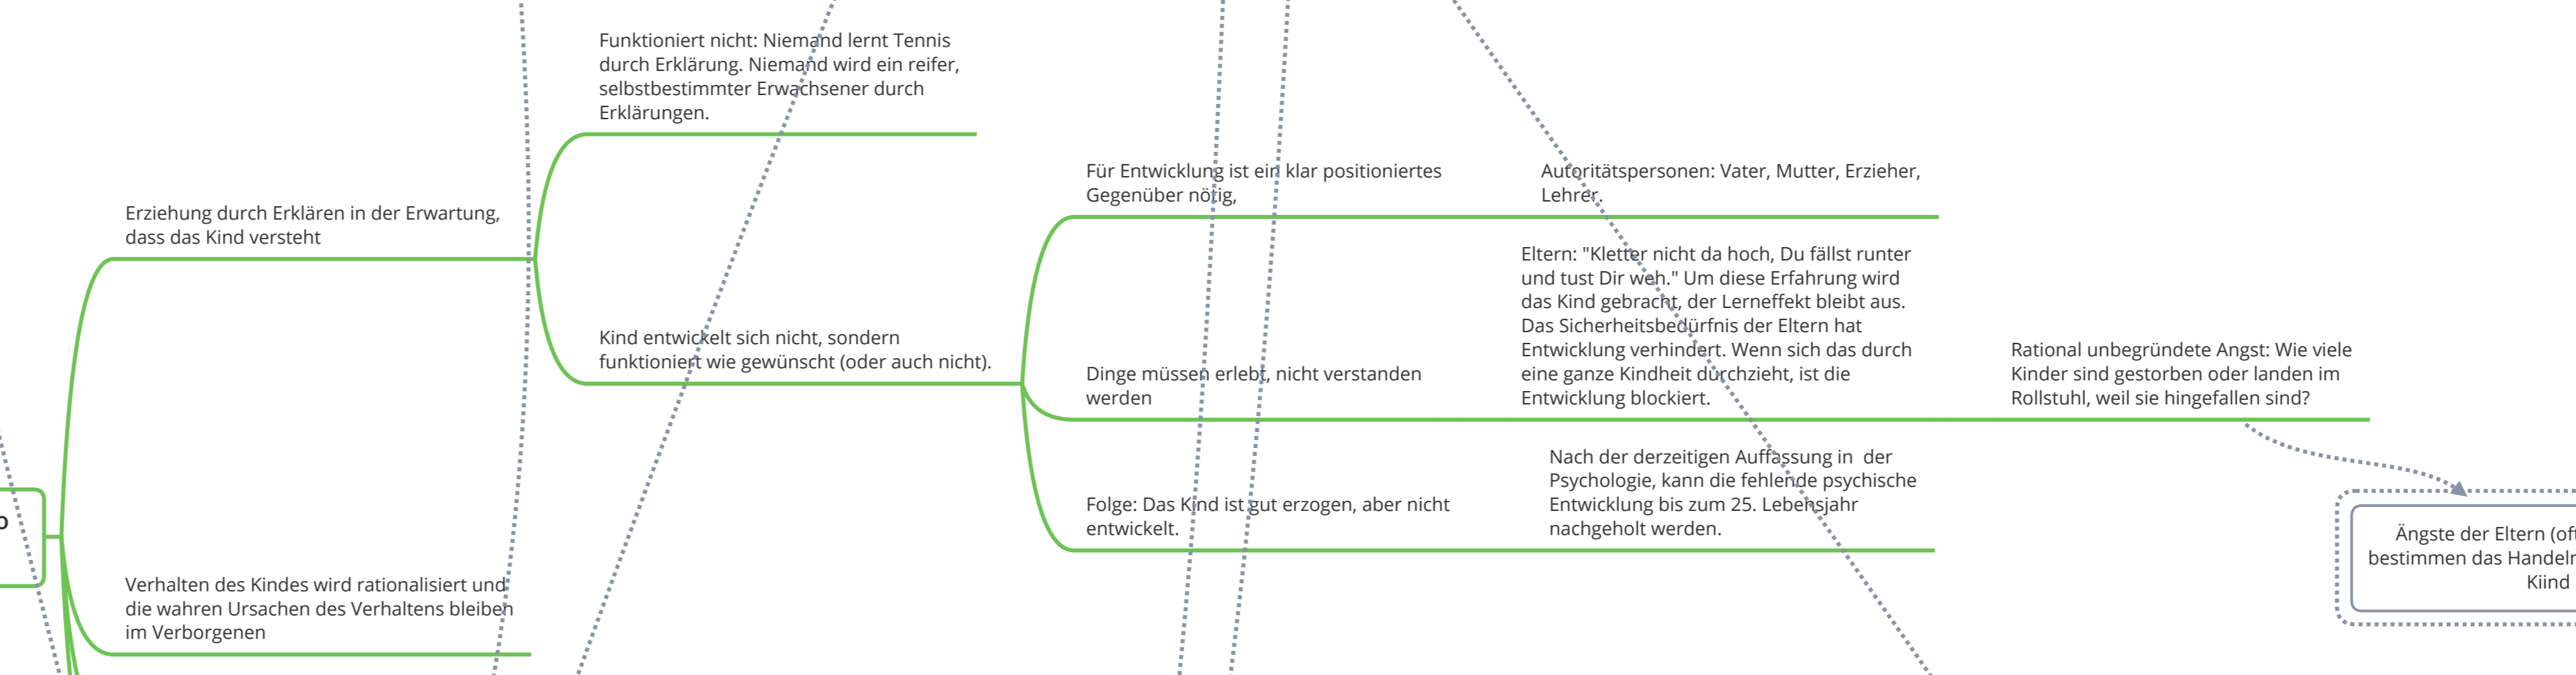 Funktioniert nicht: Niemand lernt Tennis
durch Erklärung. Niemand wird ein reifer,
selbstbestimmter Erwachsener durch
Erklärungen.
Erziehung durch Erklären in der Erwartung,
dass das Kind versteht
Kind entwickelt sich nicht, sondern
funktioniert wie gewünscht (oder auch nicht).
Für Entwicklung ist ein klar positioniertes
Gegenüber nötig,
Autoritätspersonen: Vater, Mutter, Erzieher,
Lehrer.
Dinge müssen erlebt, nicht verstanden
werden
Eltern: "Kletter nicht da hoch, Du fällst runter
und tust Dir weh." Um diese Erfahrung wird
das Kind gebracht, der Lerneffekt bleibt aus.
Das Sicherheitsbedürfnis der Eltern hat
Entwicklung verhindert. Wenn sich das durch
eine ganze Kindheit durchzieht, ist die
Entwicklung blockiert.
Rational unbegründete Angst: Wie viele
Kinder sind gestorben oder landen im
Rollstuhl, weil sie hingefallen sind?
Folge: Das Kind ist gut erzogen, aber nicht
entwickelt.
Nach der derzeitigen Auffassung in  der
Psychologie, kann die fehlende psychische
Entwicklung bis zum 25. Lebensjahr
nachgeholt werden.
Ängste der Eltern
bestimmen das
Kiind
Verhalten des Kindes wird rationalisiert und
die wahren Ursachen des Verhaltens bleiben
im Verborgenen